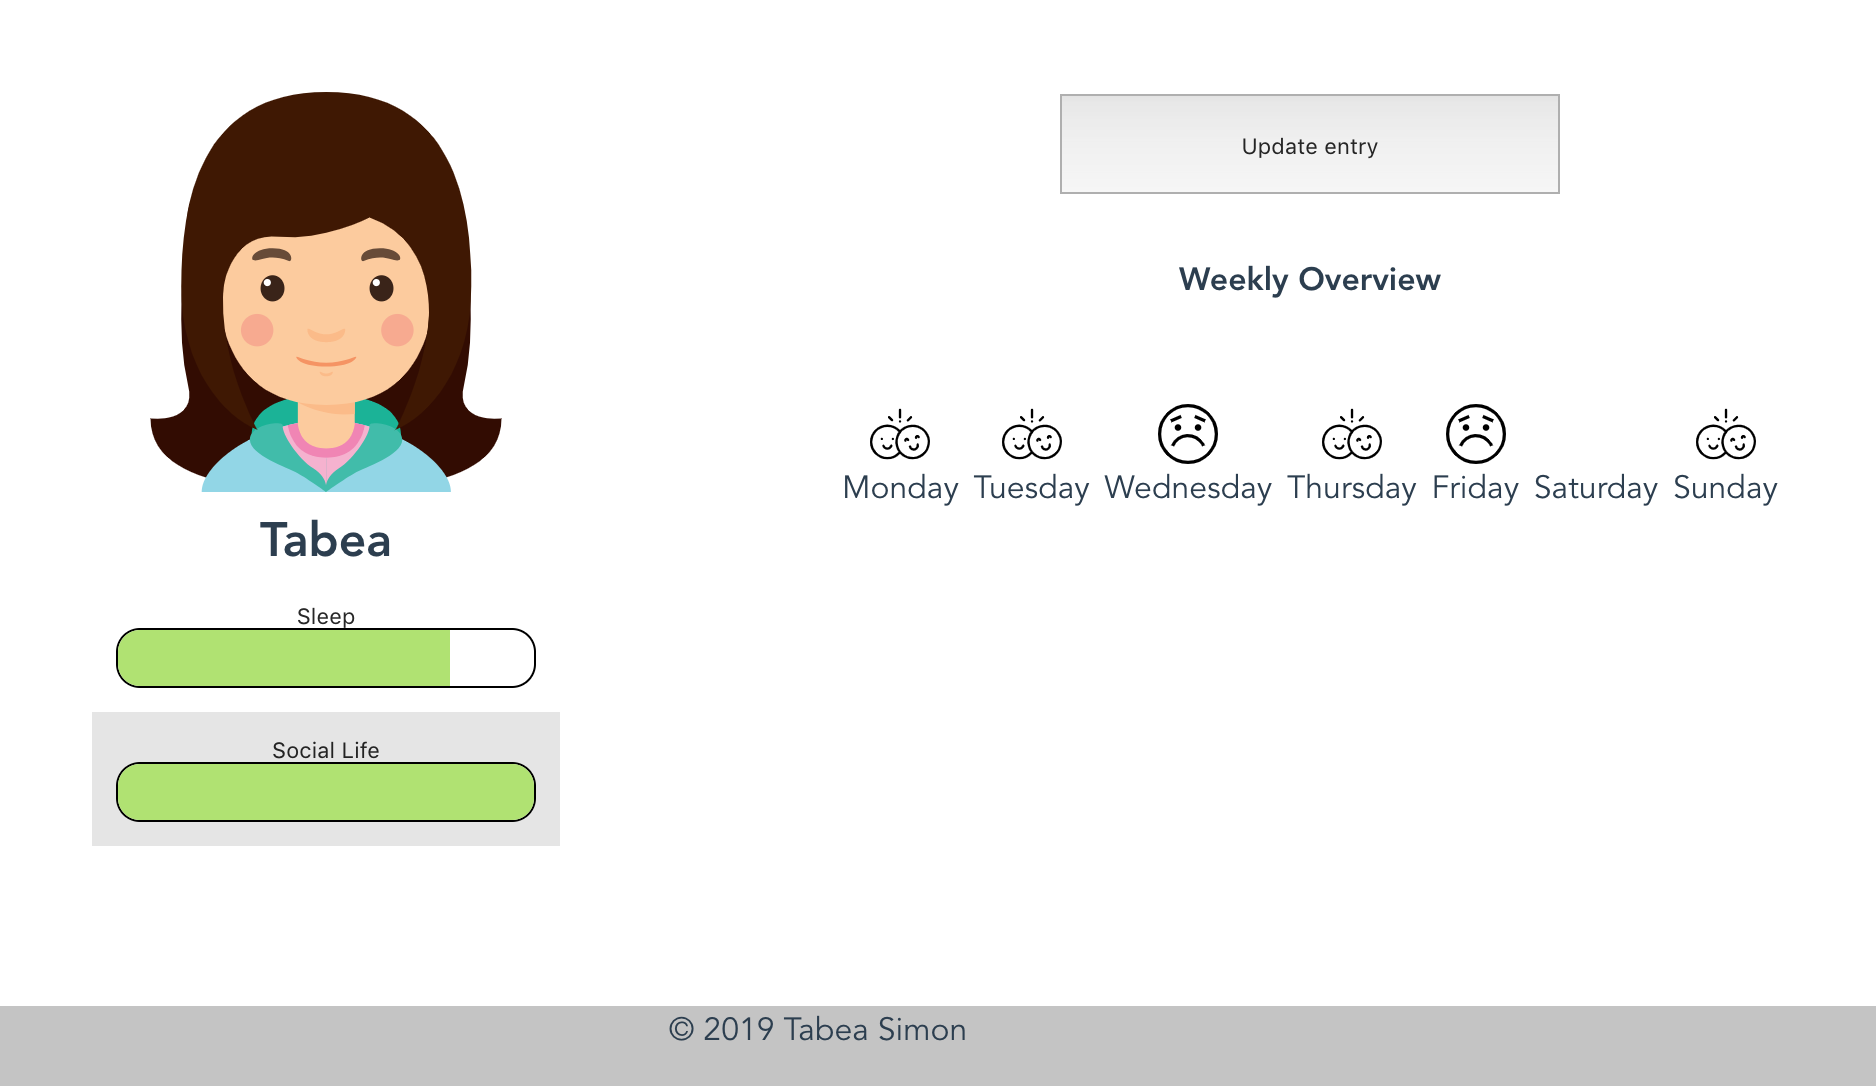 Tabea
Sleep
Social Life
Update entry
Weekly Overview
Monday Tuesday Wednesday Thursday Friday Saturday Sunday
© 2019 Tabea Simon